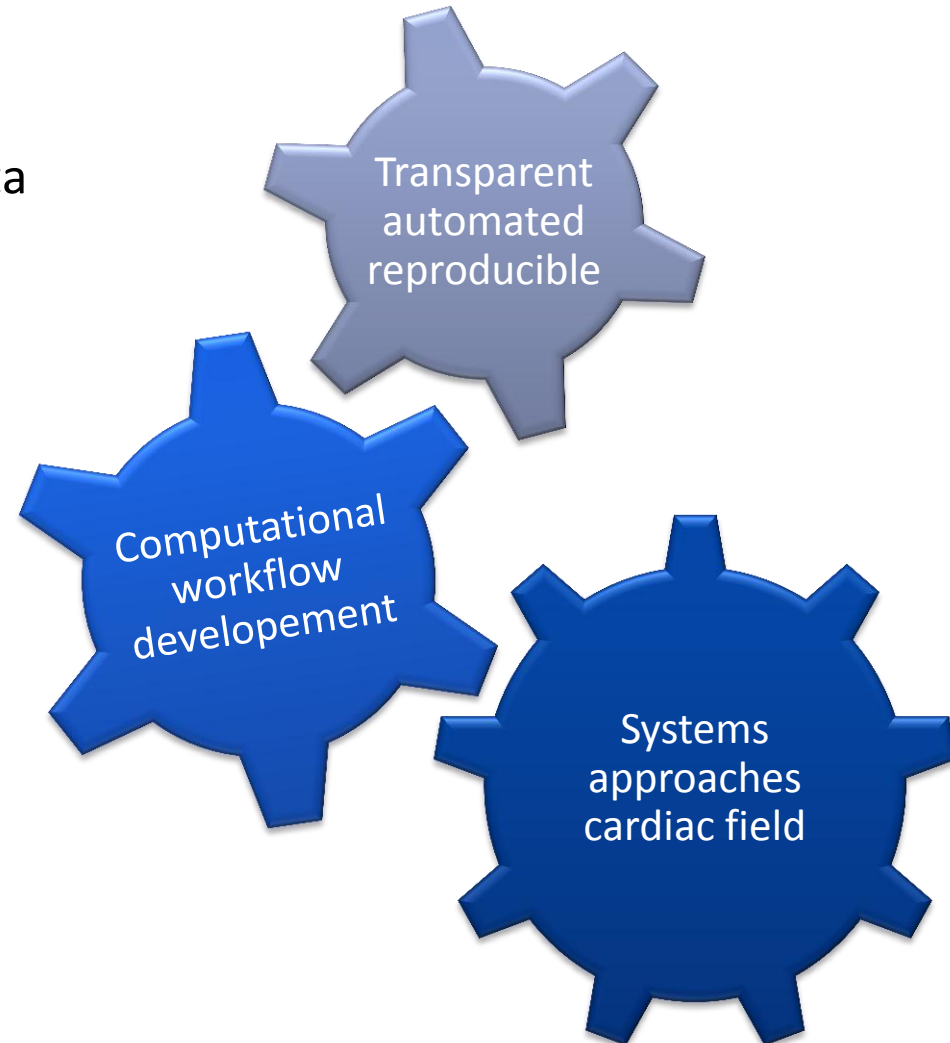 Transparent
automated
reproducible
Computational
workflow
developement
Systems
approaches
cardiac field